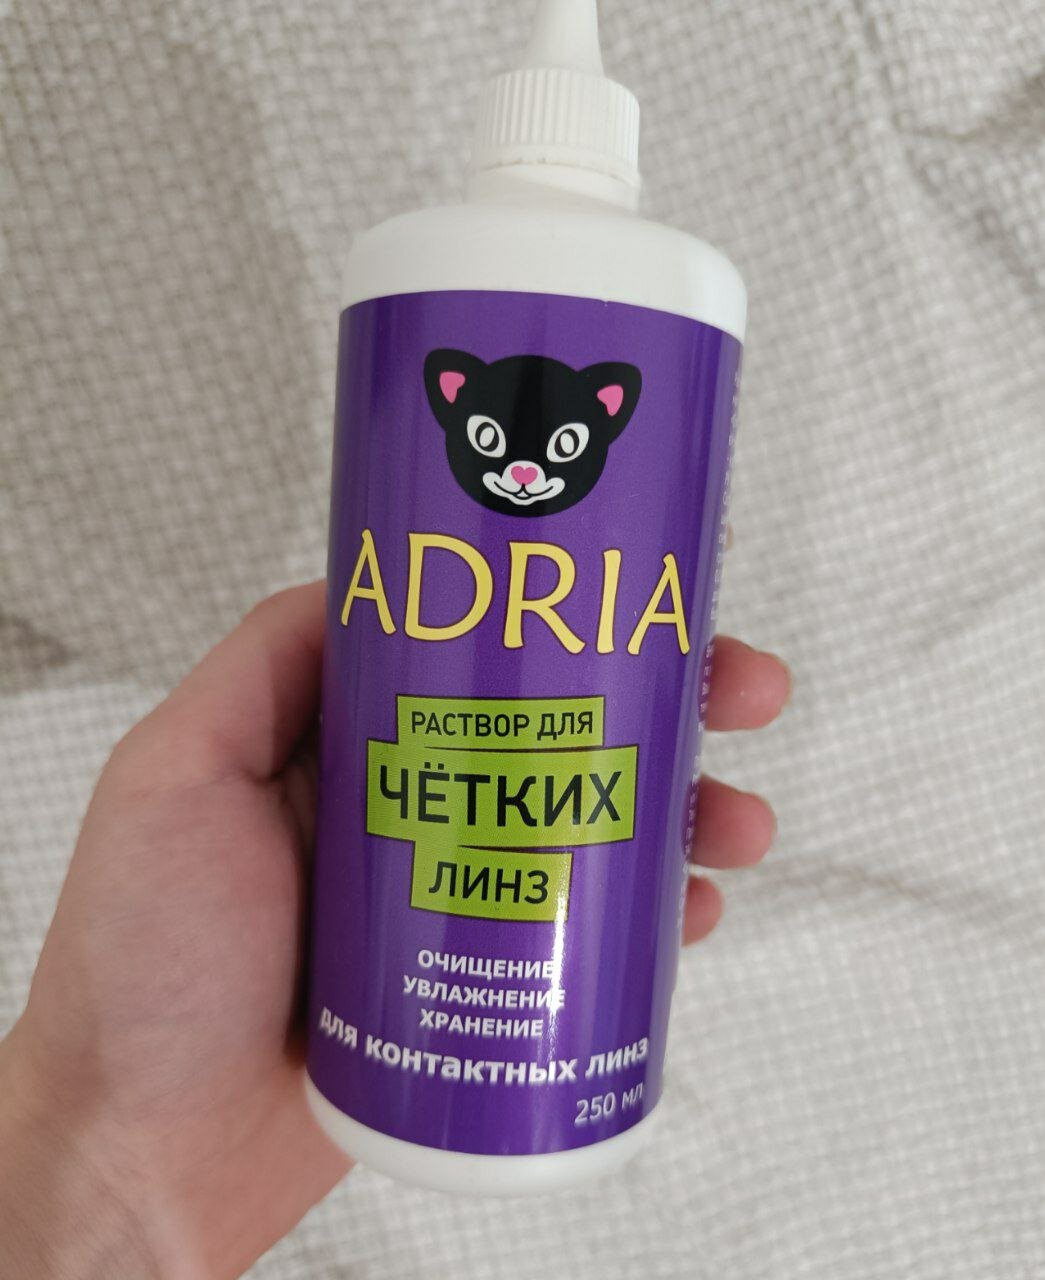 ADRIA
РАСТВОР ДЛЯ
ЧЁТКИХ
ЛИНЗ
ОЧИЩЕНИЕ
УВЛАЖНЕНИЕ
ХРАНЕНИЕ
для контактных линз
250 мл